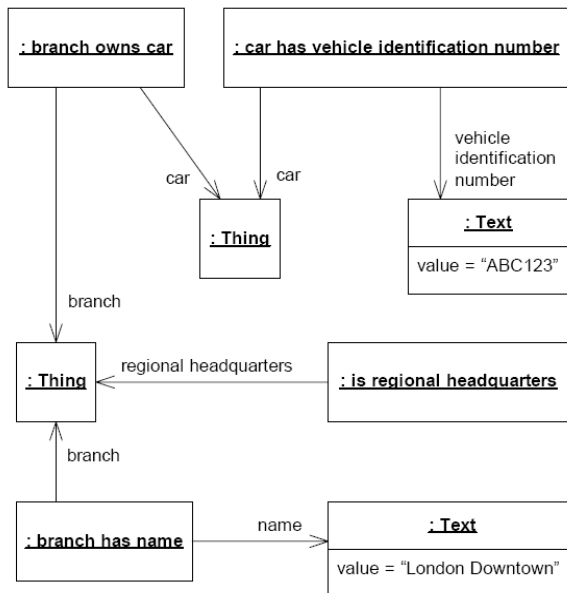 : branch owns car
: car has vehicle identification number
vehicle
identification
number
car
car
: Thing
: Text
value = “ABC123”
branch
: Thing
regional headquarters
: is regional headquarters
branch
: branch has name
name
: Text
value = “London Downtown”